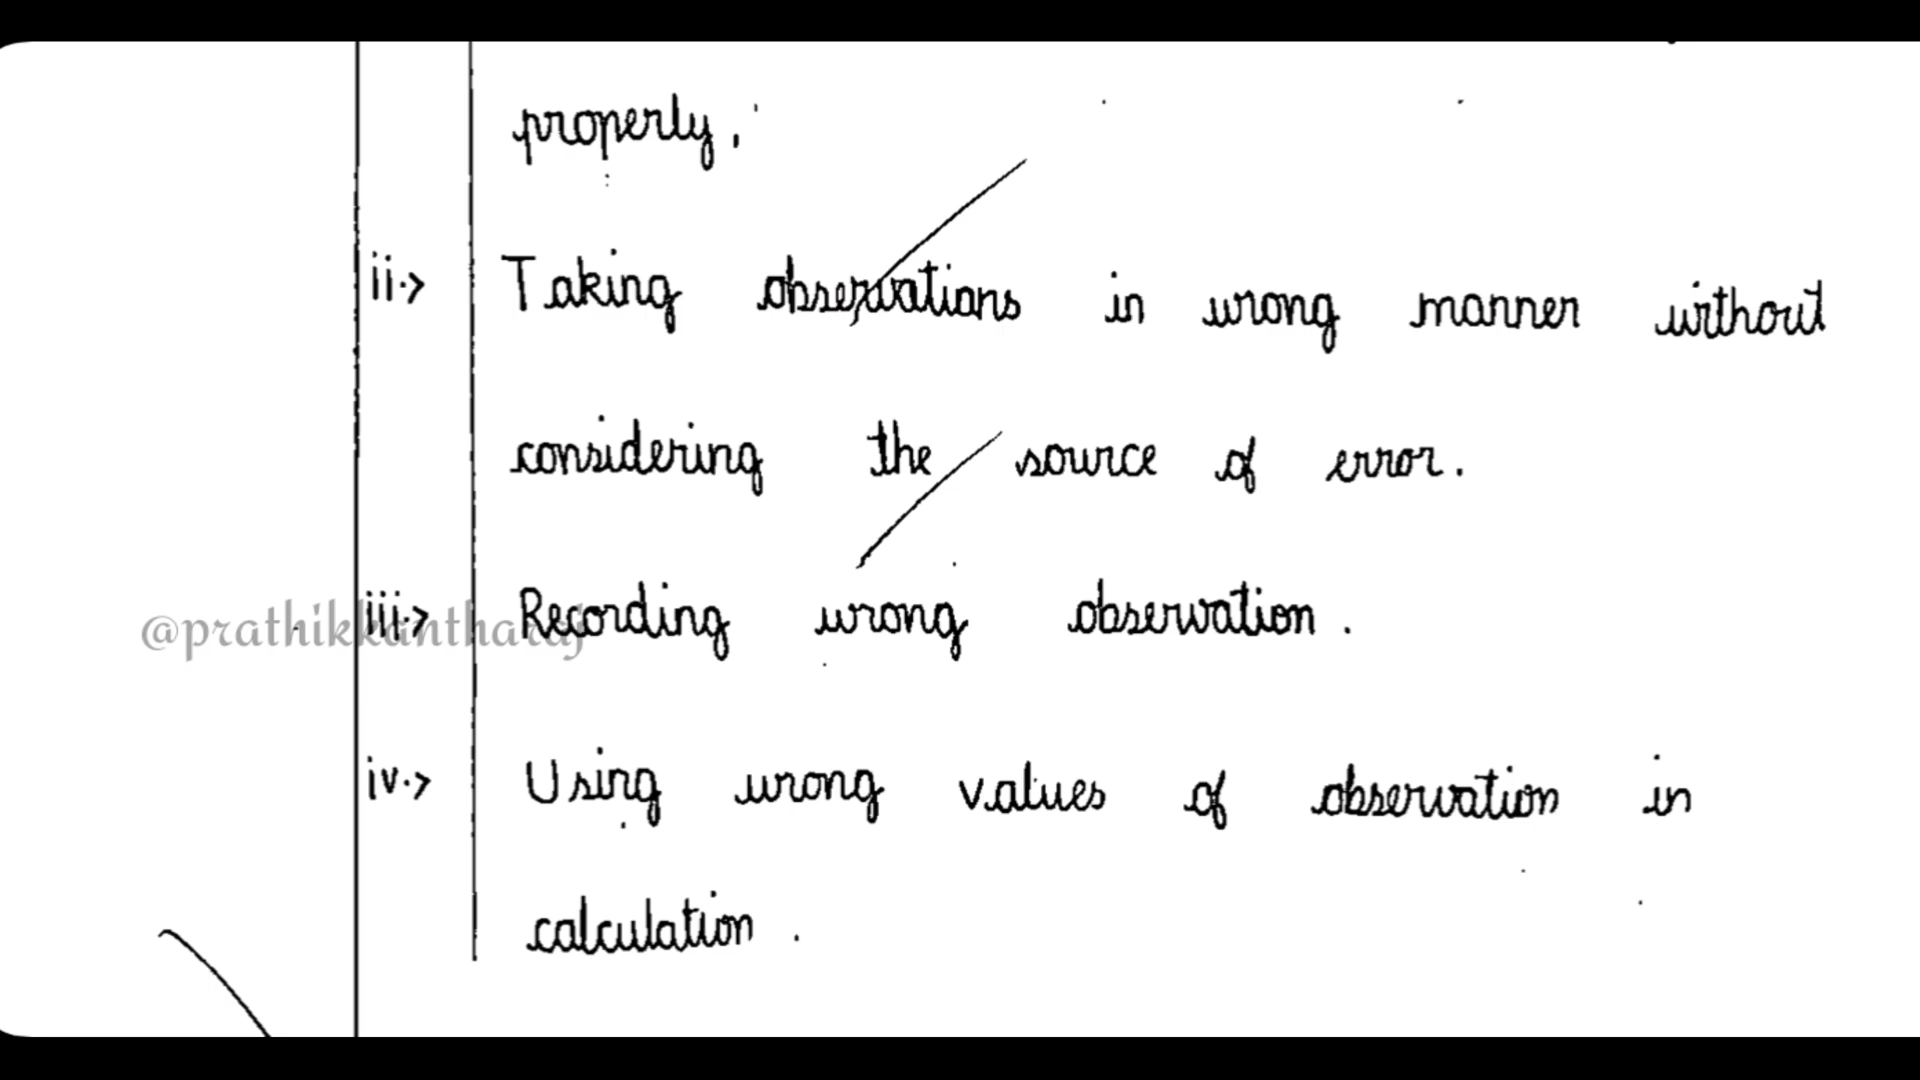 properly,
ii.> Taking observations in wrong manner without
considering the source of error.
iii.> Recording wrong observation.
@prathikkantharaj
iv.> Using wrong values of observation in
calculation.